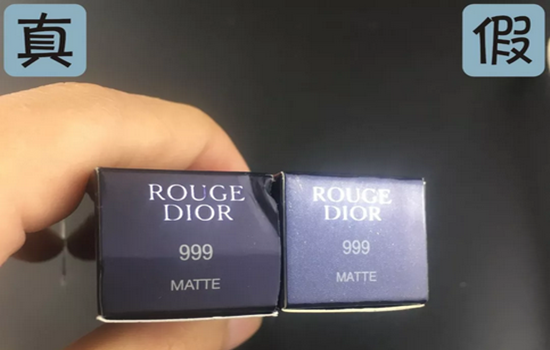 真
假
ROUGE
DIOR
999
MATTE
ROUGE
DIOR
999
MATTE